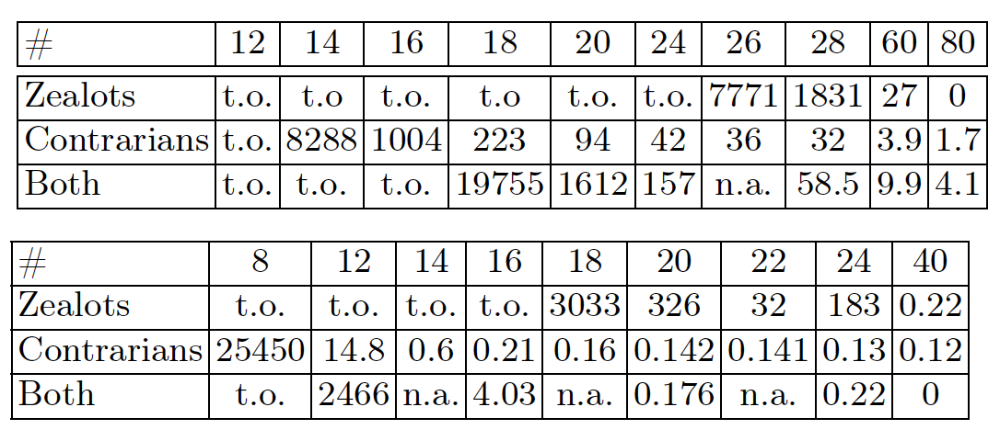 # 12 14 16 18 20 24 26 28 60 80
Zealots t.o. t.o t.o. t.o t.o. t.o. 7771 1831 27 0
Contrarians t.o. 8288 1004 223 94 42 36 32 3.9 1.7
Both t.o. t.o. t.o. 19755 1612 157 n.a. 58.5 9.9 4.1
# 8 12 14 16 18 20 22 24 40
Zealots t.o. t.o. t.o. t.o. 3033 326 32 183 0.22
Contrarians 25450 14.8 0.6 0.21 0.16 0.142 0.141 0.13 0.12
Both t.o. 2466 n.a. 4.03 n.a. 0.176 n.a. 0.22 0